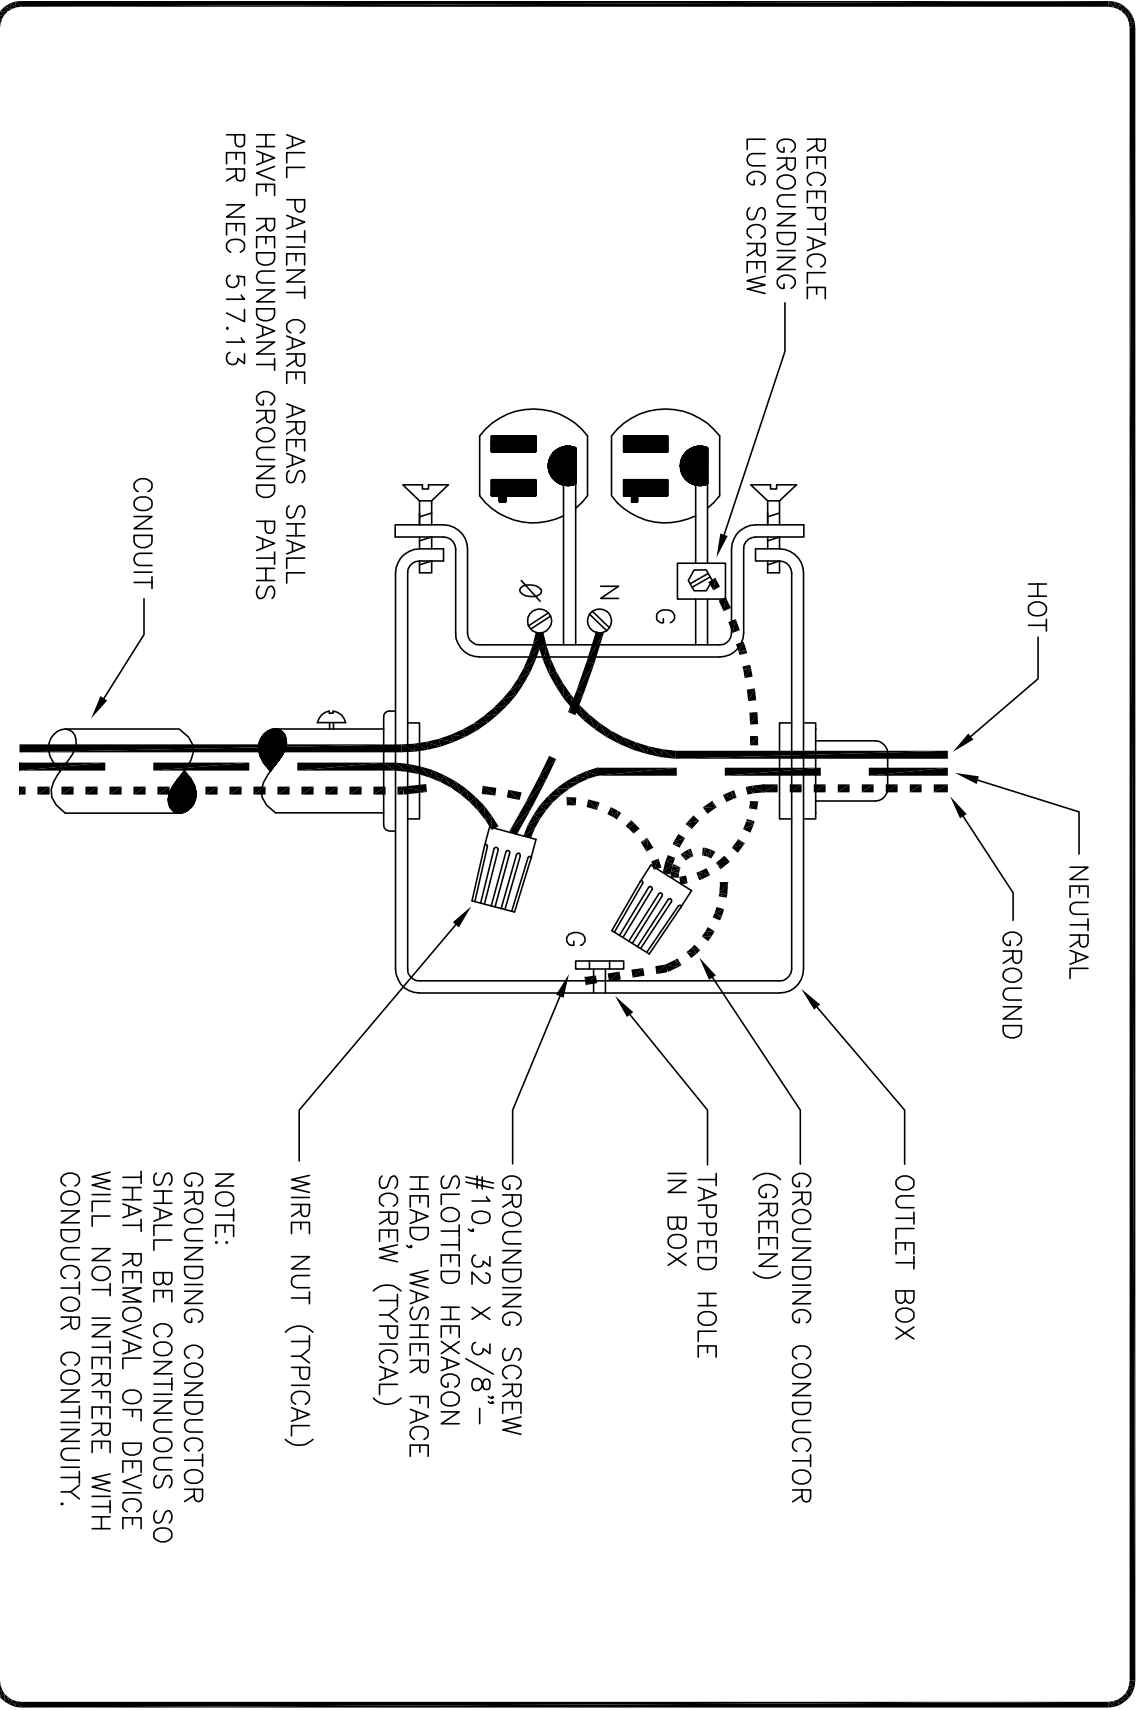 HOT
NEUTRAL
GROUND
RECEPTACLE
GROUNDING
LUG SCREW
OUTLET BOX
GROUNDING CONDUCTOR
(GREEN)
TAPPED HOLE
IN BOX
G
N
Ø
G
GROUNDING SCREW
#10, 32 X 3/8"–
SLOTTED HEXAGON
HEAD, WASHER FACE
SCREW (TYPICAL)
WIRE NUT (TYPICAL)
ALL PATIENT CARE AREAS SHALL
HAVE REDUNDANT GROUND PATHS
PER NEC 517.13
CONDUIT
NOTE:
GROUNDING CONDUCTOR
SHALL BE CONTINUOUS SO
THAT REMOVAL OF DEVICE
WILL NOT INTERFERE WITH
CONDUCTOR CONTINUITY.